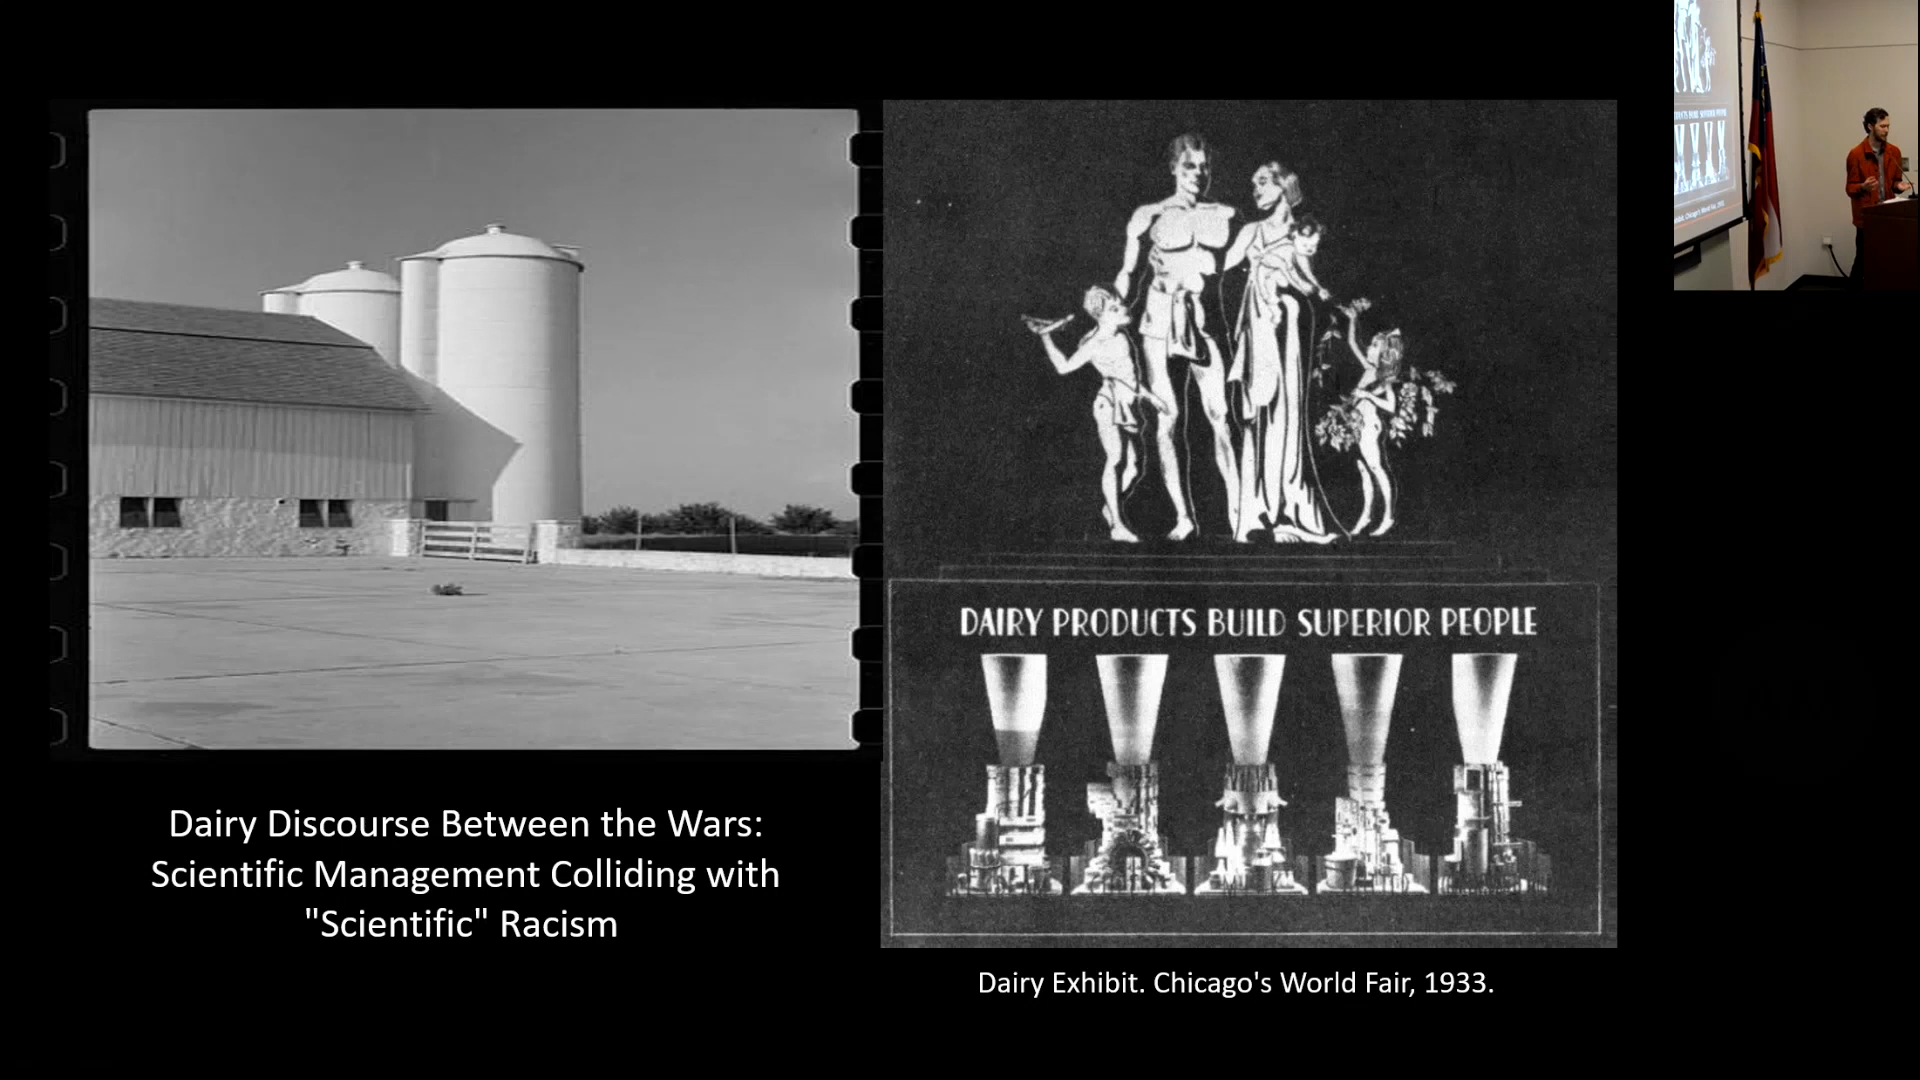 DAIRY PRODUCTS BUILD SUPERIOR PEOPLE
Dairy Discourse Between the Wars:
Scientific Management Colliding with
"Scientific" Racism
Dairy Exhibit. Chicago's World Fair, 1933.